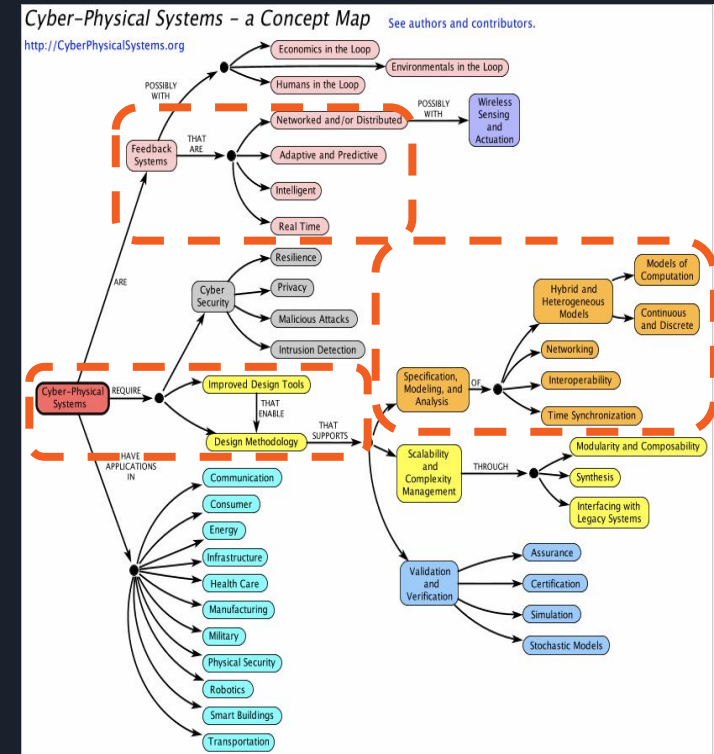 Cyber-Physical Systems – a Concept Map
See authors and contributors.
http://CyberPhysicalSystems.org
Economics in the Loop
Environmentals in the Loop
Humans in the Loop
POSSIBLY
WITH
Networked and/or Distributed
POSSIBLY
WITH
Wireless
Sensing
and
Actuation
Feedback
Systems
THAT
ARE
Adaptive and Predictive
Intelligent
Real Time
ARE
Resilience
Cyber
Security
Privacy
Malicious Attacks
Intrusion Detection
Models of
Computation
Hybrid and
Heterogeneous
Models
Continuous
and Discrete
Networking
Specification,
Modeling, and
Analysis
OF
Interoperability
Time Synchronization
Cyber-Physical
Systems
REQUIRE
Improved Design Tools
THAT
ENABLE
Design Methodology
THAT
SUPPORTS
Scalability
and
Complexity
Management
THROUGH
Modularity and Composability
Synthesis
Interfacing with
Legacy Systems
HAVE
APPLICATIONS
IN
Communication
Consumer
Energy
Infrastructure
Health Care
Manufacturing
Military
Physical Security
Robotics
Smart Buildings
Transportation
Validation
and
Verification
Assurance
Certification
Simulation
Stochastic Models